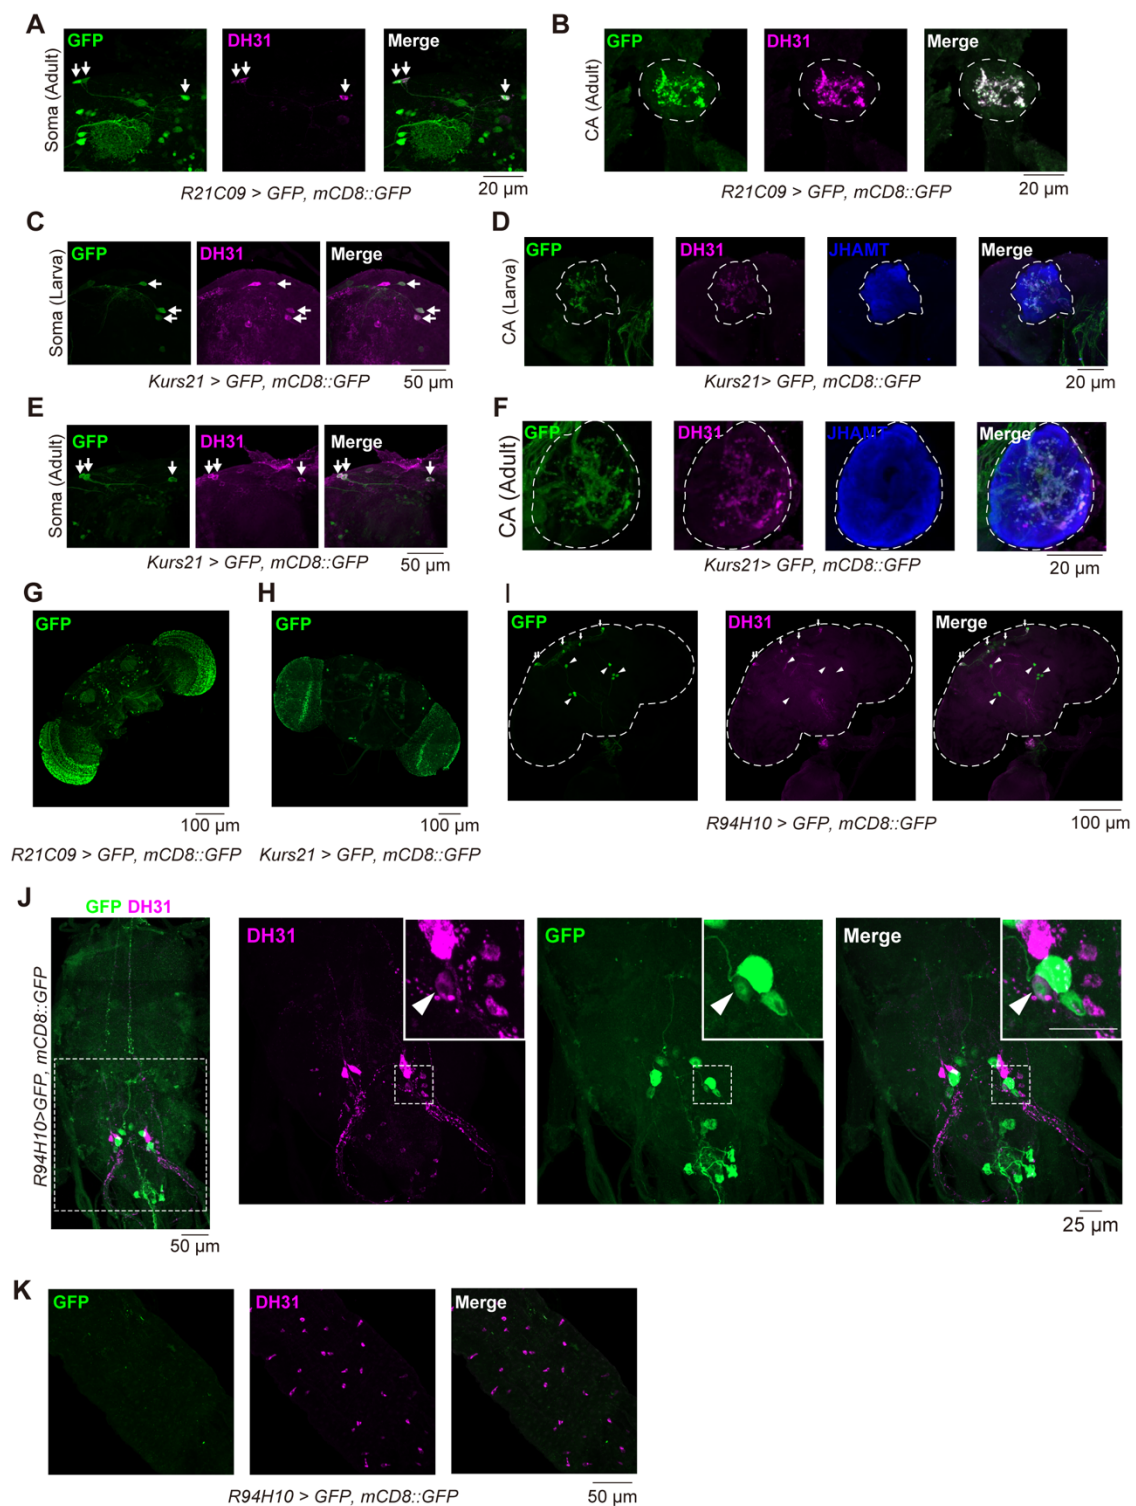 A
B
GFP
DH31
Merge
GFP
DH31
Merge
Soma (Adult)
CA (Adult)
20 µm
20 µm
R21C09 > GFP, mCD8::GFP
R21C09 > GFP, mCD8::GFP
C
D
GFP
DH31
Merge
GFP
DH31
JHAMT
Merge
Soma (Larva)
CA (Larva)
50 µm
20 µm
Kurs21 > GFP, mCD8::GFP
Kurs21> GFP, mCD8::GFP
E
F
GFP
DH31
Merge
GFP
DH31
JHAMT
Merge
Soma (Adult)
CA (Adult)
50 µm
20 µm
Kurs21 > GFP, mCD8::GFP
Kurs21> GFP, mCD8::GFP
G
H
I
GFP
GFP
GFP
DH31
Merge
100 µm
100 µm
100 µm
R21C09 > GFP, mCD8::GFP
Kurs21 > GFP, mCD8::GFP
R94H10 > GFP, mCD8::GFP
J
GFP DH31
DH31
GFP
Merge
R94H10>GFP, mCD8::GFP
50 µm
25 µm
K
GFP
DH31
Merge
R94H10 > GFP, mCD8::GFP
50 µm